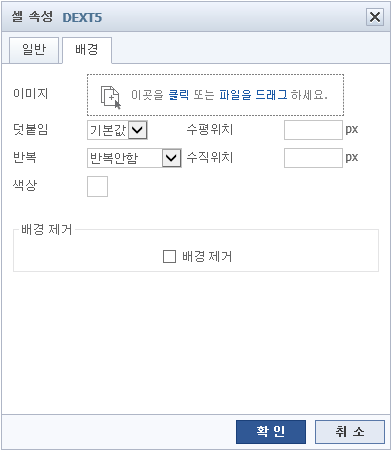 셀 속성 DEXT5
일반 배경
이미지 이곳을 클릭 또는 파일을 드래그 하세요.
덧붙임 기본값 수평위치 px
반복 반복안함 수직위치 px
색상
배경 제거
배경 제거
확 인 취 소